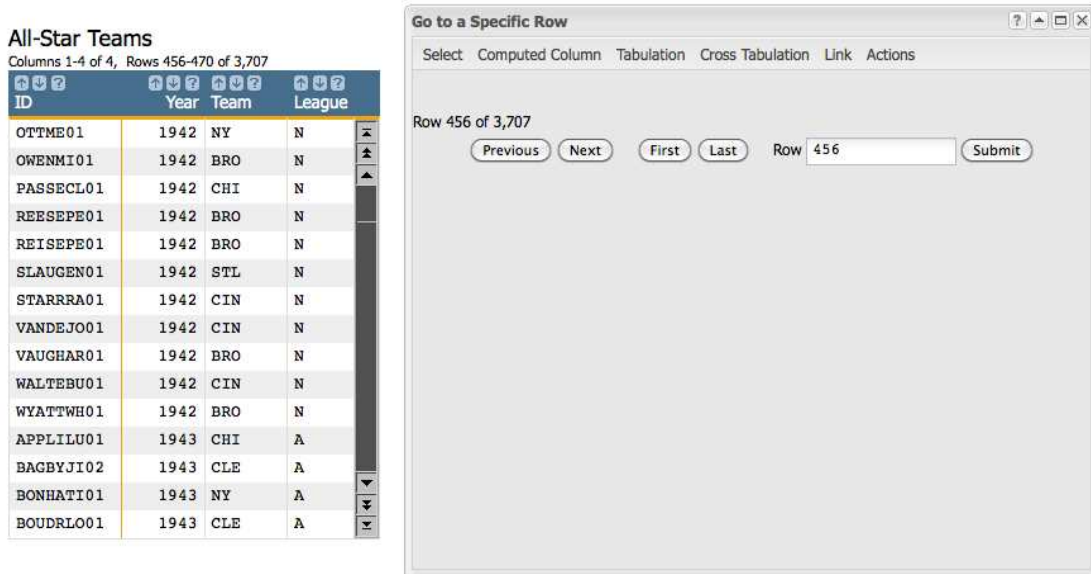 All-Star Teams
Columns 1-4 of 4, Rows 456-470 of 3,707
ID Year Team League
OTTME01 1942 NY N
OWENMI01 1942 BRO N
PASSECL01 1942 CHI N
REESEPE01 1942 BRO N
REISEPE01 1942 BRO N
SLAUGEN01 1942 STL N
STARRRA01 1942 CIN N
VANDEJO01 1942 CIN N
VAUGHAR01 1942 BRO N
WALTEBU01 1942 CIN N
WYATTWH01 1942 BRO N
APPLILU01 1943 CHI A
BAGBYJI02 1943 CLE A
BONHATI01 1943 NY A
BOUDRLO01 1943 CLE A
Go to a Specific Row
Select Computed Column Tabulation Cross Tabulation Link Actions
Row 456 of 3,707
Previous Next First Last Row 456 Submit